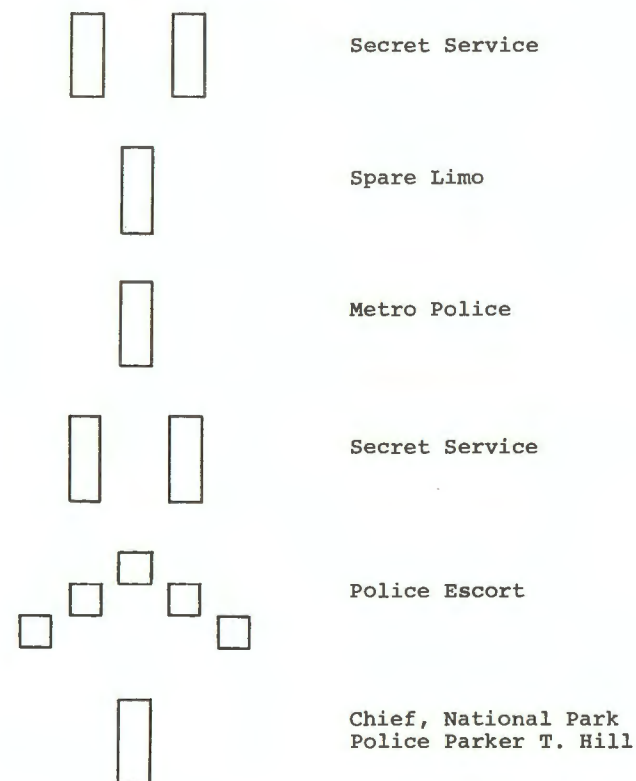 Secret Service
Spare Limo
Metro Police
Secret Service
Police Escort
Chief, National Park
Police Parker T. Hill